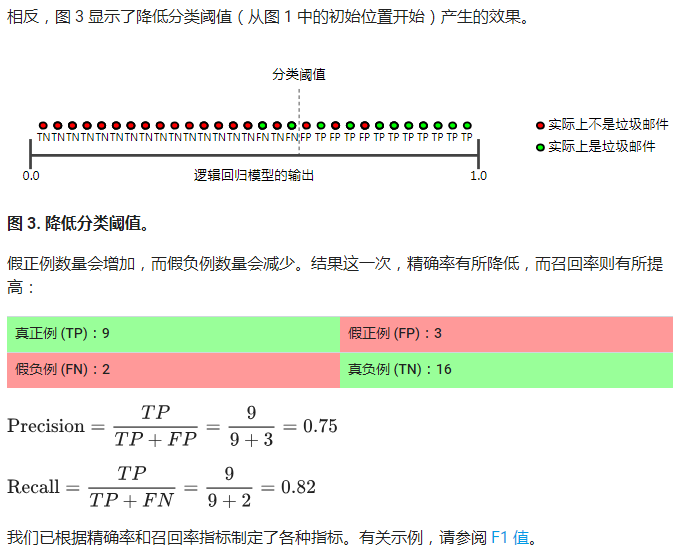 相反，图 3 显示了降低分类阈值（从图 1 中的初始位置开始）产生的效果。
分类阈值
TN TN TN TN TN TN TN TN TN TN TN TN TN TN TN FN TN FN FP TP FP TP FP TP TP TP TP TP TP TP
0.0 逻辑回归模型的输出 1.0
实际上不是垃圾邮件
实际上是垃圾邮件
图 3. 降低分类阈值。
假正例数量会增加，而假负例数量会减少。结果这一次，精确率有所降低，而召回率则有所提
高：
真正例 (TP)：9 假正例 (FP)：3
假负例 (FN)：2 真负例 (TN)：16
Precision = TP / (TP + FP) = 9 / (9 + 3) = 0.75
Recall = TP / (TP + FN) = 9 / (9 + 2) = 0.82
我们已根据精确率和召回率指标制定了各种指标。有关示例，请参阅 F1 值。